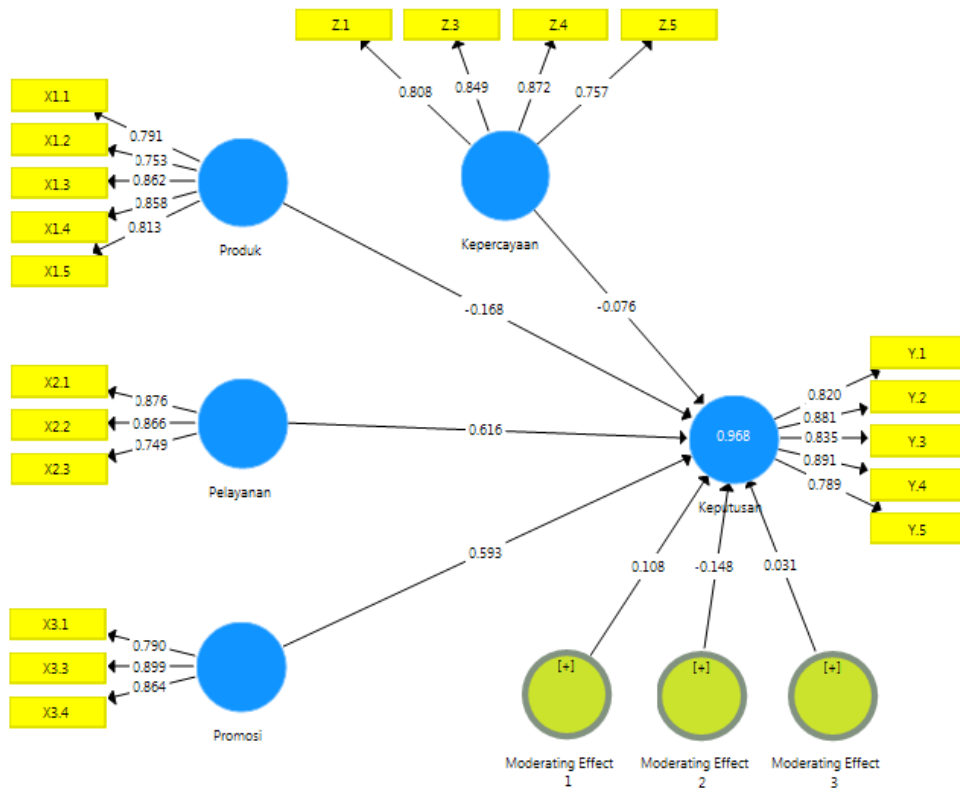 Z.1
Z.3
Z.4
Z.5
0.808
0.849
0.872
0.757
Kepercayaan
X1.1
X1.2
X1.3
X1.4
X1.5
0.791
0.753
0.862
0.858
0.813
Produk
-0.168
-0.076
X2.1
X2.2
X2.3
0.876
0.866
0.749
Pelayanan
0.616
0.968
Keputusan
Y.1
Y.2
Y.3
Y.4
Y.5
0.820
0.881
0.835
0.891
0.789
X3.1
X3.3
X3.4
0.790
0.899
0.864
Promosi
0.593
0.108
-0.148
0.031
[+]
[+]
[+]
Moderating Effect
1
Moderating Effect
2
Moderating Effect
3